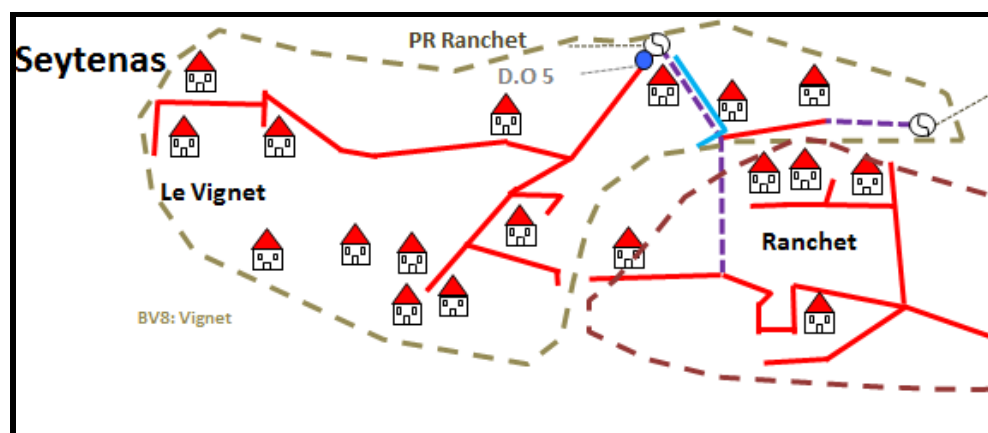 PR Ranchet
Seytenas
D.O 5
Le Vignet
Ranchet
BV8: Vignet